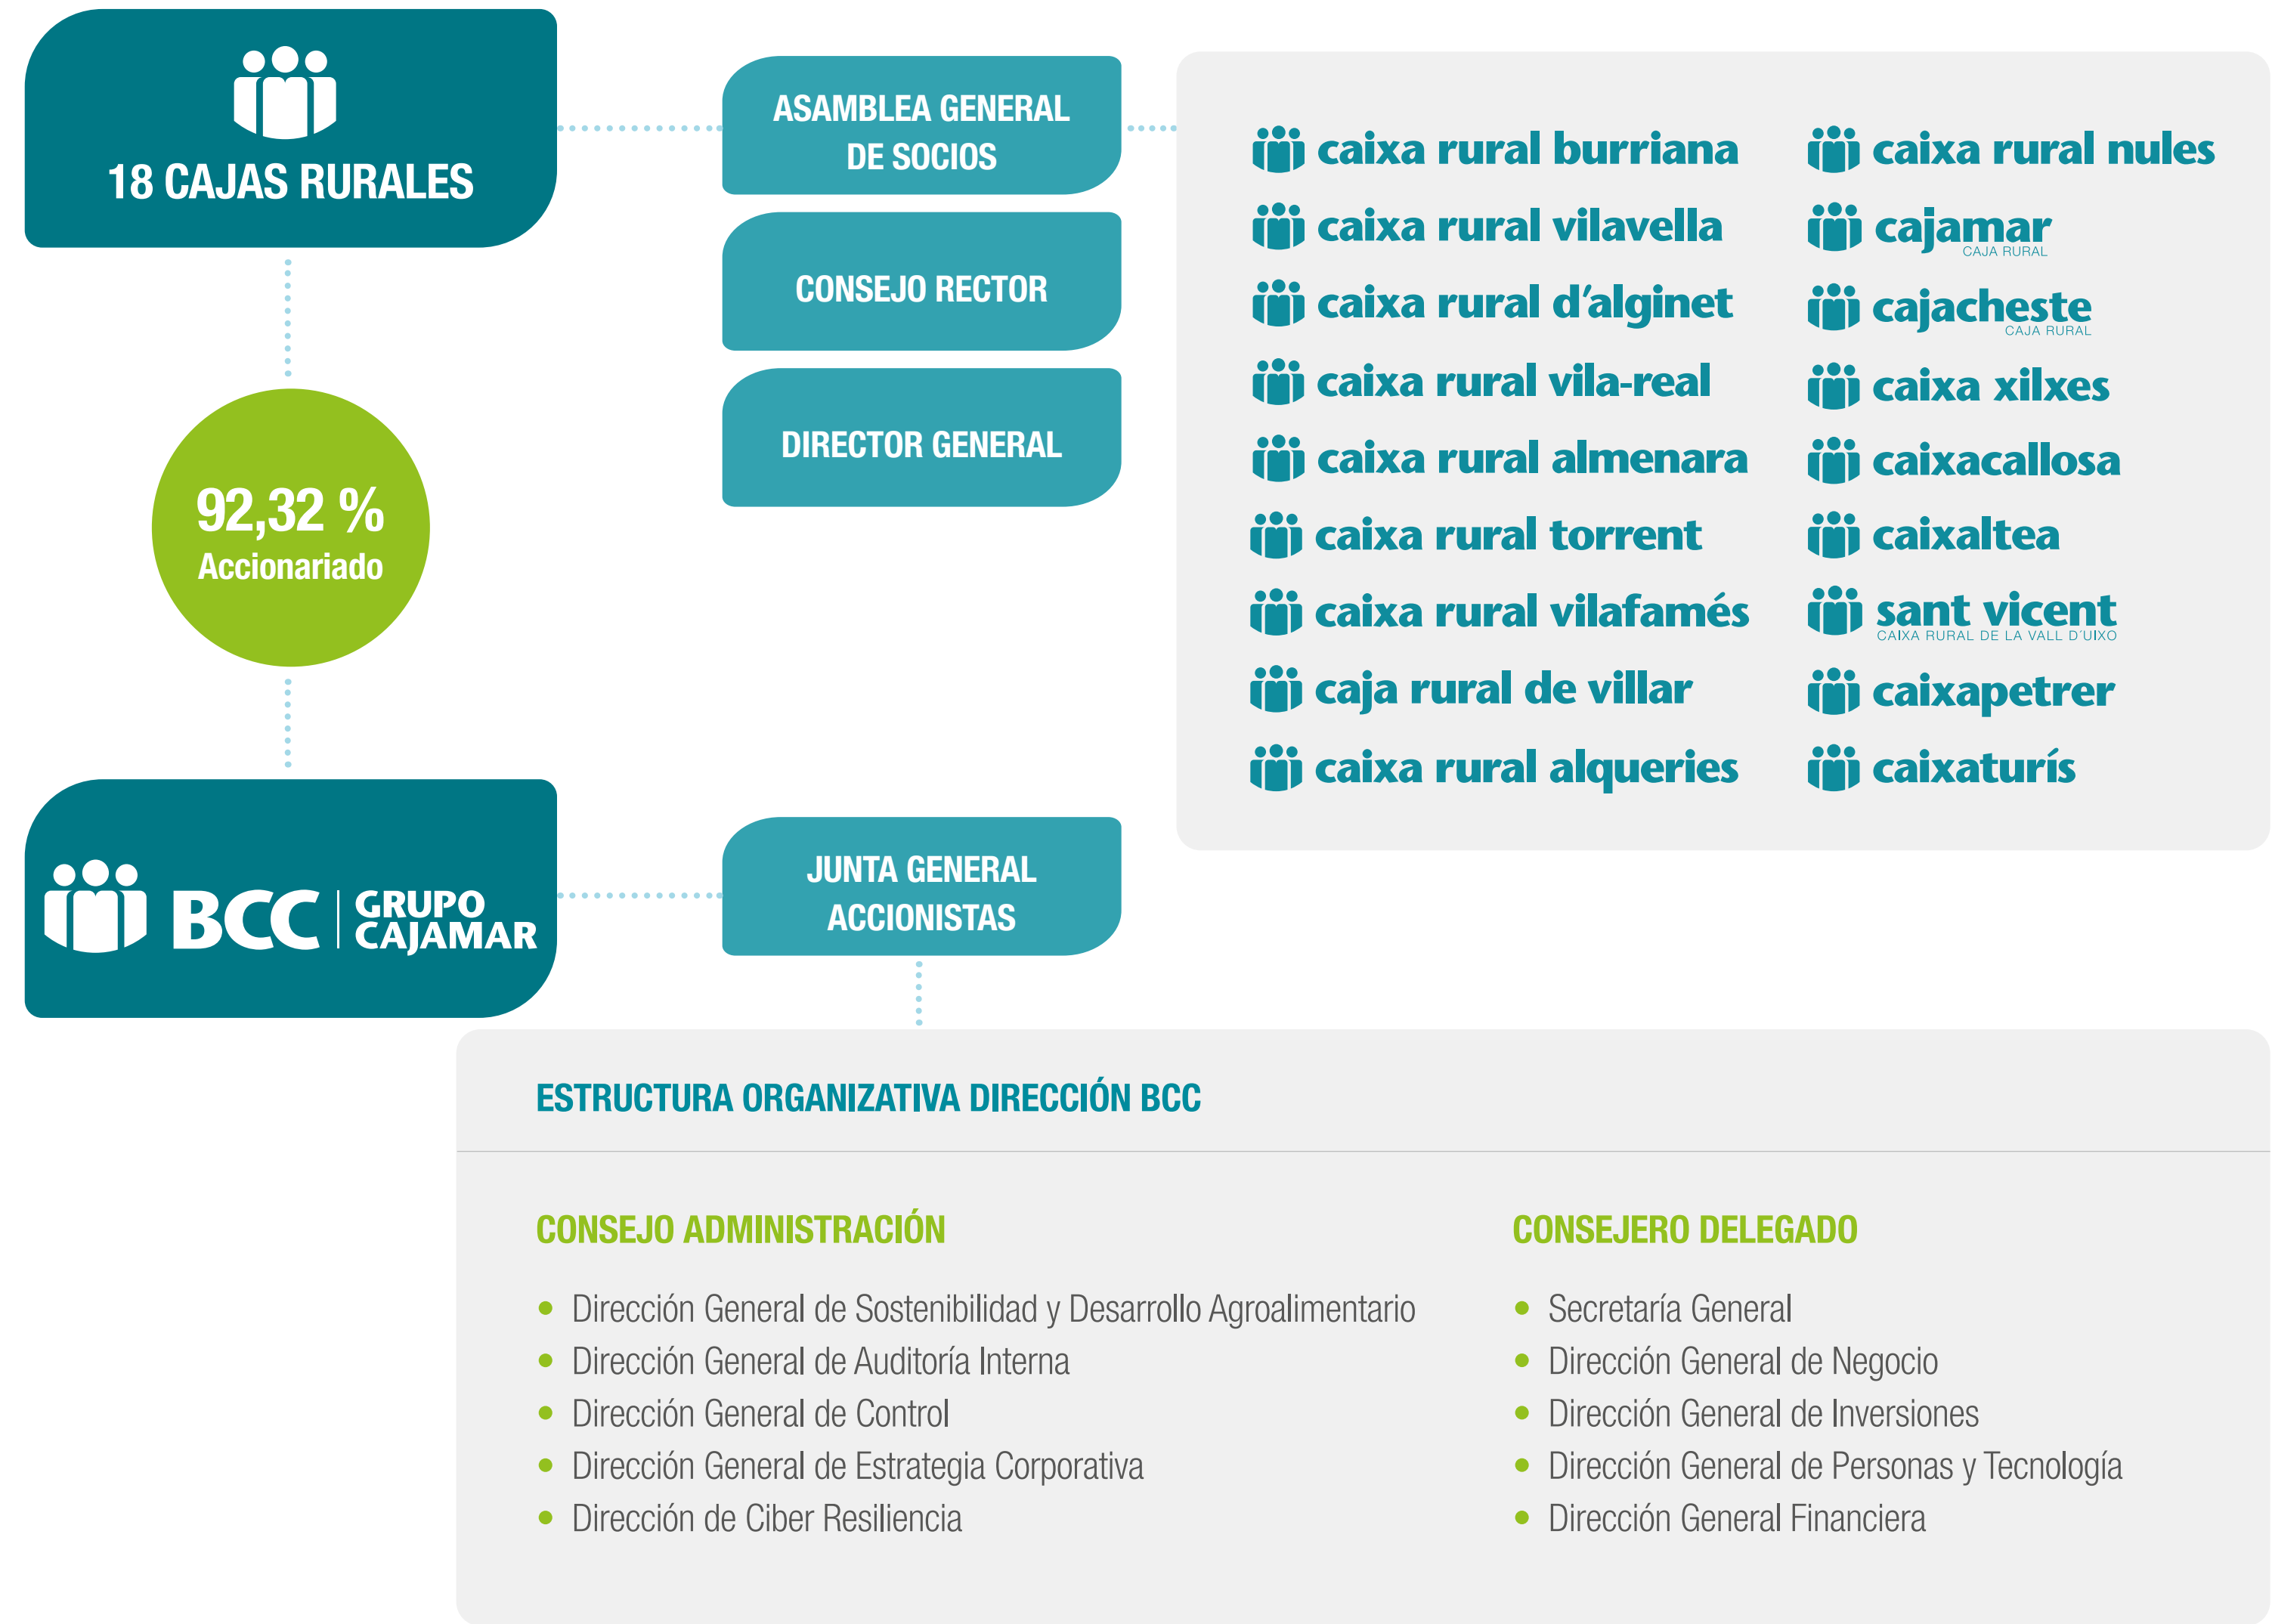 18 CAJAS RURALES
ASAMBLEA GENERAL
DE SOCIOS
CONSEJO RECTOR
DIRECTOR GENERAL
92,32 %
Accionariado
caixa rural burriana
caixa rural vilavella
caixa rural d'alginet
caixa rural vila-real
caixa rural almenara
caixa rural torrent
caixa rural vilafamés
caja rural de villar
caixa rural alqueries
caixa rural nules
cajamar
CAJA RURAL
cajacheste
CAJA RURAL
caixa xilxes
caixacallosa
caixaltea
sant vicent
CAIXA RURAL DE LA VALL D´UIXO
caixapetrer
caixaturís
BCC
GRUPO
CAJAMAR
JUNTA GENERAL
ACCIONISTAS
ESTRUCTURA ORGANIZATIVA DIRECCIÓN BCC
CONSEJO ADMINISTRACIÓN
• Dirección General de Sostenibilidad y Desarrollo Agroalimentario
• Dirección General de Auditoría Interna
• Dirección General de Control
• Dirección General de Estrategia Corporativa
• Dirección de Ciber Resiliencia
CONSEJERO DELEGADO
• Secretaría General
• Dirección General de Negocio
• Dirección General de Inversiones
• Dirección General de Personas y Tecnología
• Dirección General Financiera